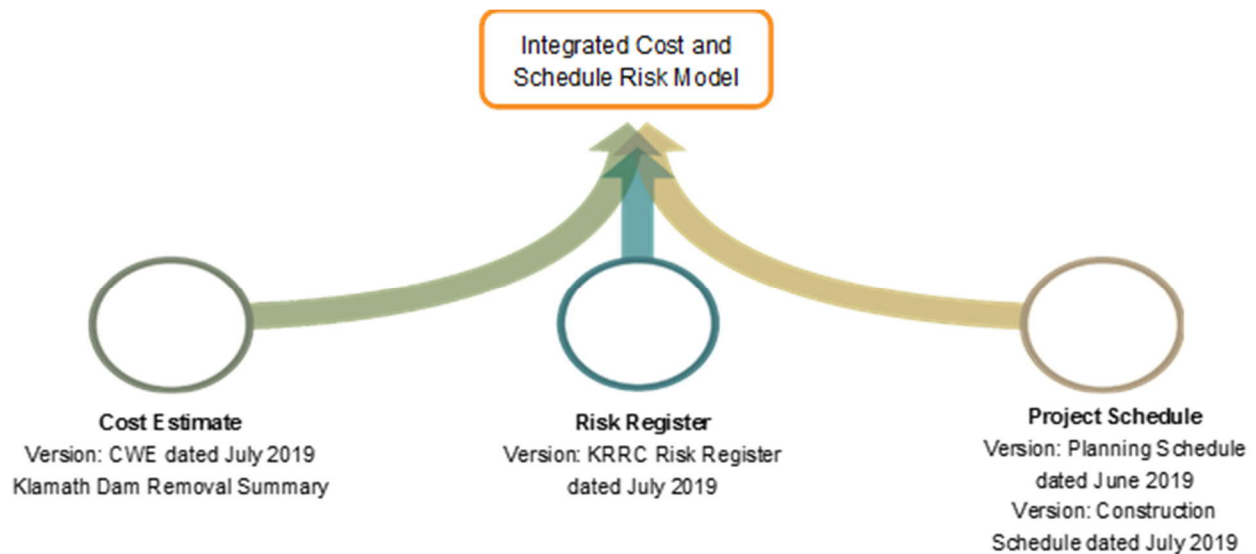 Integrated Cost and
Schedule Risk Model
Cost Estimate
Version: CWE dated July 2019
Klamath Dam Removal Summary
Risk Register
Version: KRRC Risk Register
dated July 2019
Project Schedule
Version: Planning Schedule
dated June 2019
Version: Construction
Schedule dated July 2019